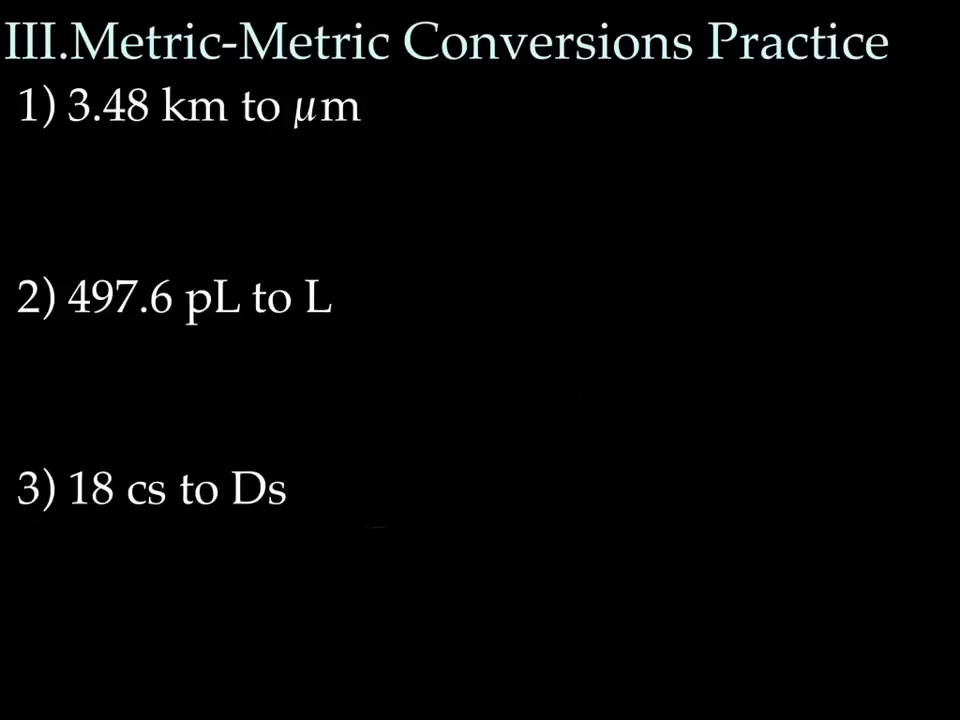 III.Metric-Metric Conversions Practice
1) 3.48 km to µm
2) 497.6 pL to L
3) 18 cs to Ds